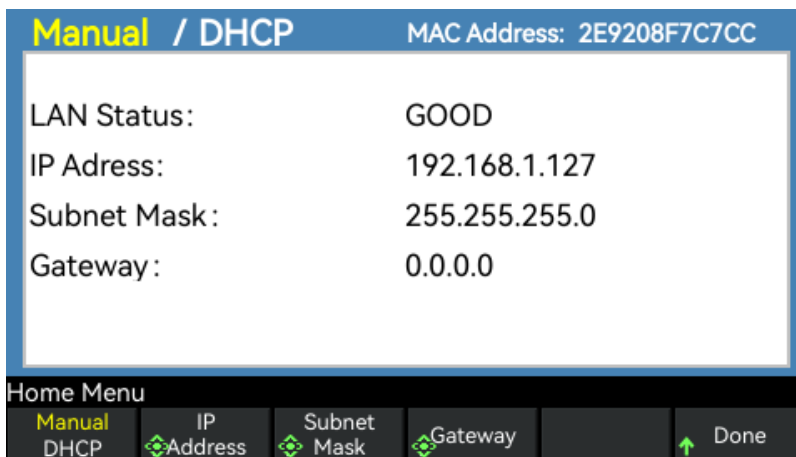 Manual / DHCP MAC Address: 2E9208F7C7CC
LAN Status: GOOD
IP Adress: 192.168.1.127
Subnet Mask: 255.255.255.0
Gateway: 0.0.0.0
Home Menu
Manual IP Subnet
DHCP Address Mask Gateway Done